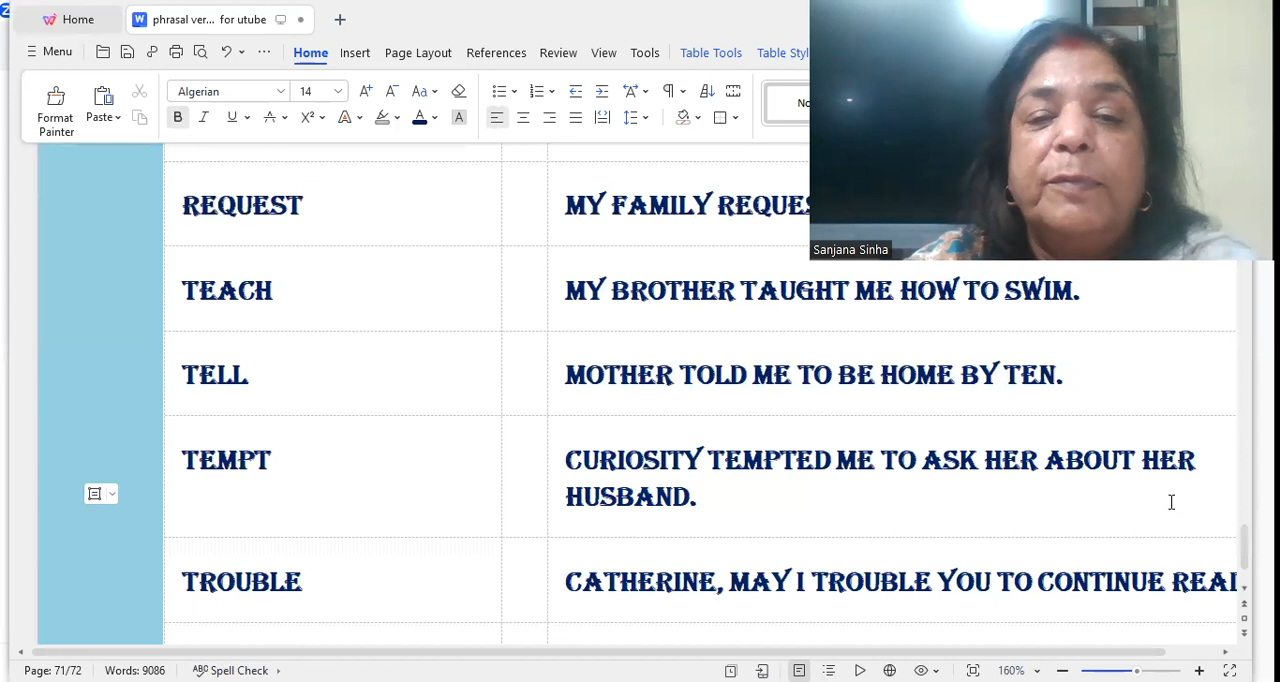 Home
phrasal ver... for utube
Menu
Home Insert Page Layout References Review View Tools Table Tools Table Styl
Algerian 14
Format Painter
Paste
REQUEST MY FAMILY REQUES
TEACH MY BROTHER TAUGHT ME HOW TO SWIM.
TELL MOTHER TOLD ME TO BE HOME BY TEN.
TEMPT CURIOSITY TEMPTED ME TO ASK HER ABOUT HER
HUSBAND.
TROUBLE CATHERINE, MAY I TROUBLE YOU TO CONTINUE REA
Sanjana Sinha
Page: 71/72 Words: 9086 Spell Check 160%